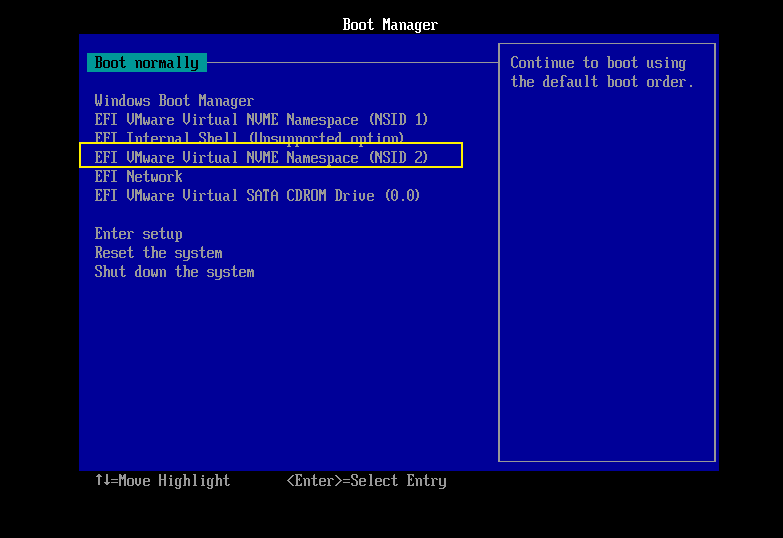 Boot Manager
Boot normally
Windows Boot Manager
EFI VMware Virtual NVME Namespace (NSID 1)
EFI Internal Shell (Unsupported option)
EFI VMware Virtual NVME Namespace (NSID 2)
EFI Network
EFI VMware Virtual SATA CDROM Drive (0.0)
Enter setup
Reset the system
Shut down the system
Continue to boot using
the default boot order.
↑↓=Move Highlight <Enter>=Select Entry